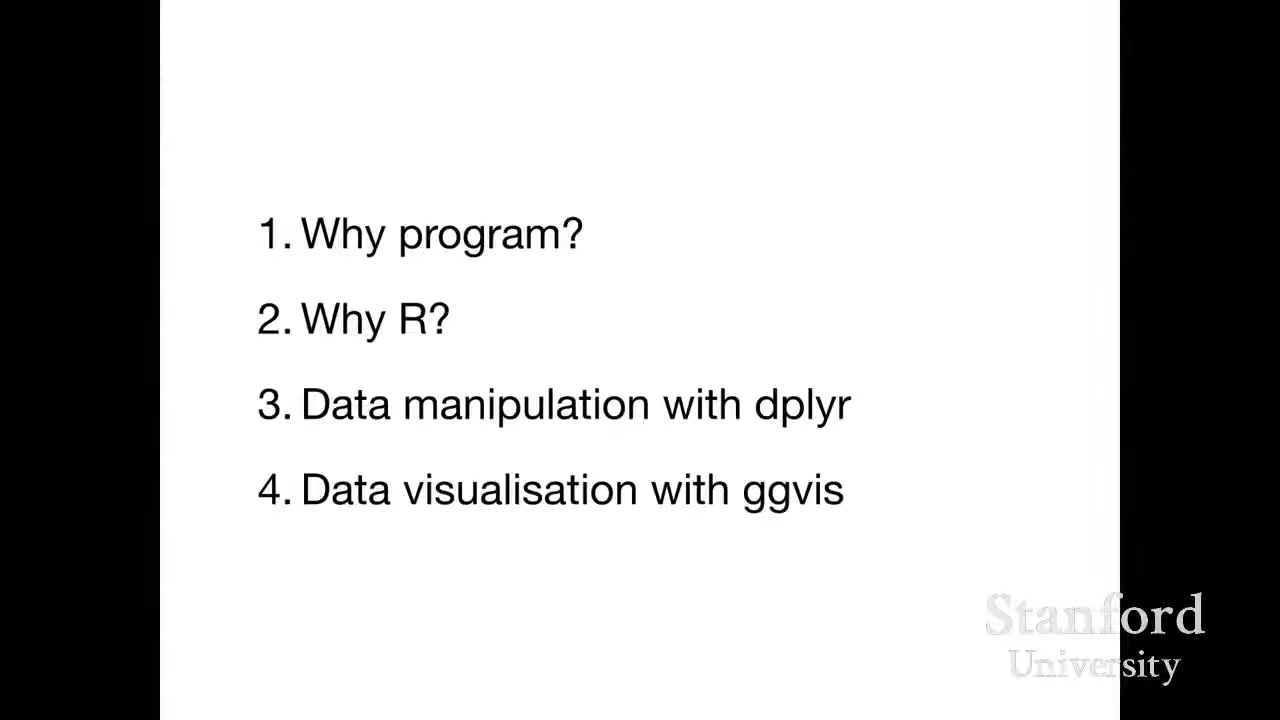 1. Why program?
2. Why R?
3. Data manipulation with dplyr
4. Data visualisation with ggvis
Stanford
University